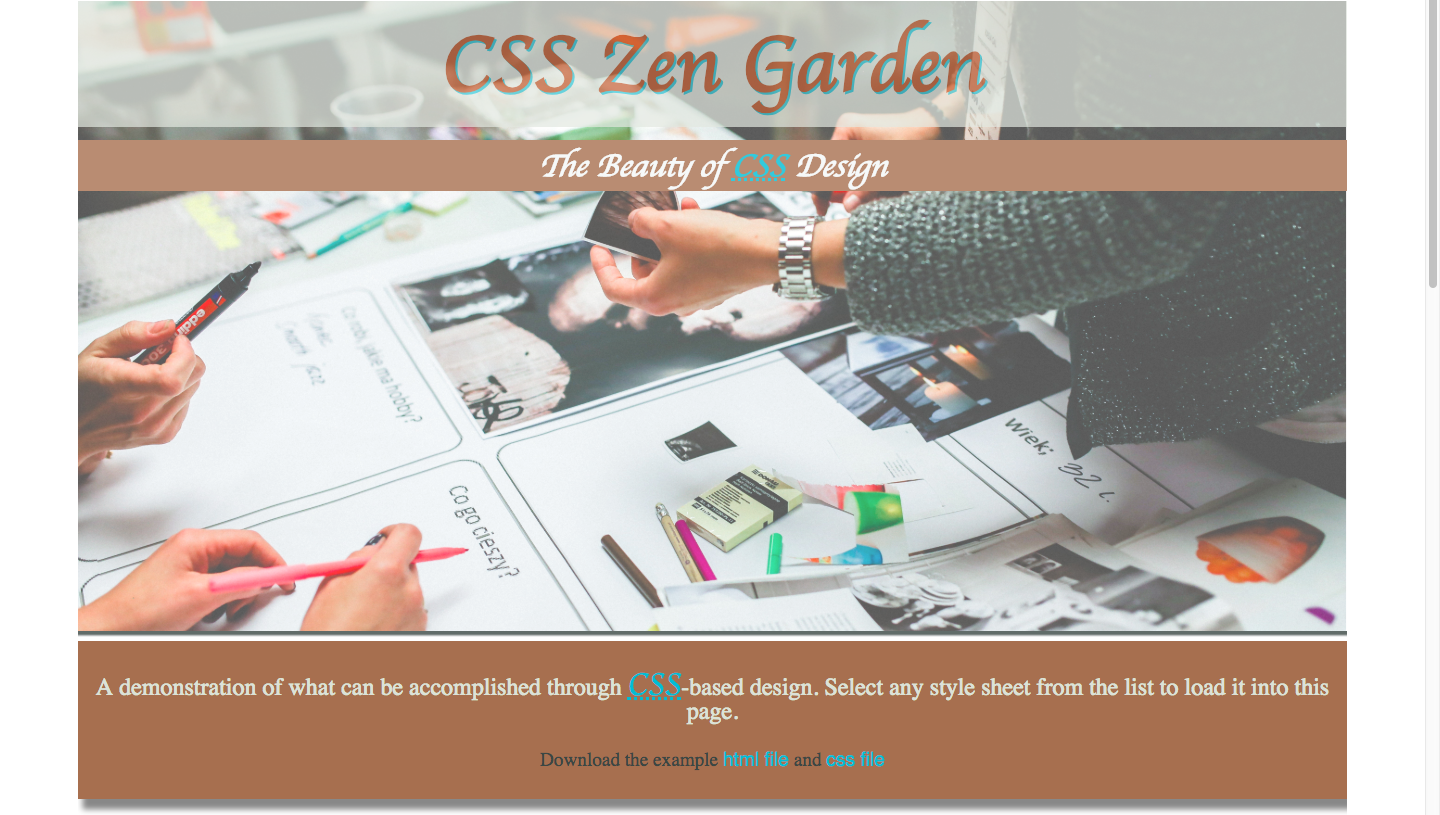 CSS Zen Garden
The Beauty of CSS Design
eddi
Co robi, jakie ma hobby?
Wiek; 32 l.
Co go cieszy?
A demonstration of what can be accomplished through CSS-based design. Select any style sheet from the list to load it into this
page.
Download the example html file and css file